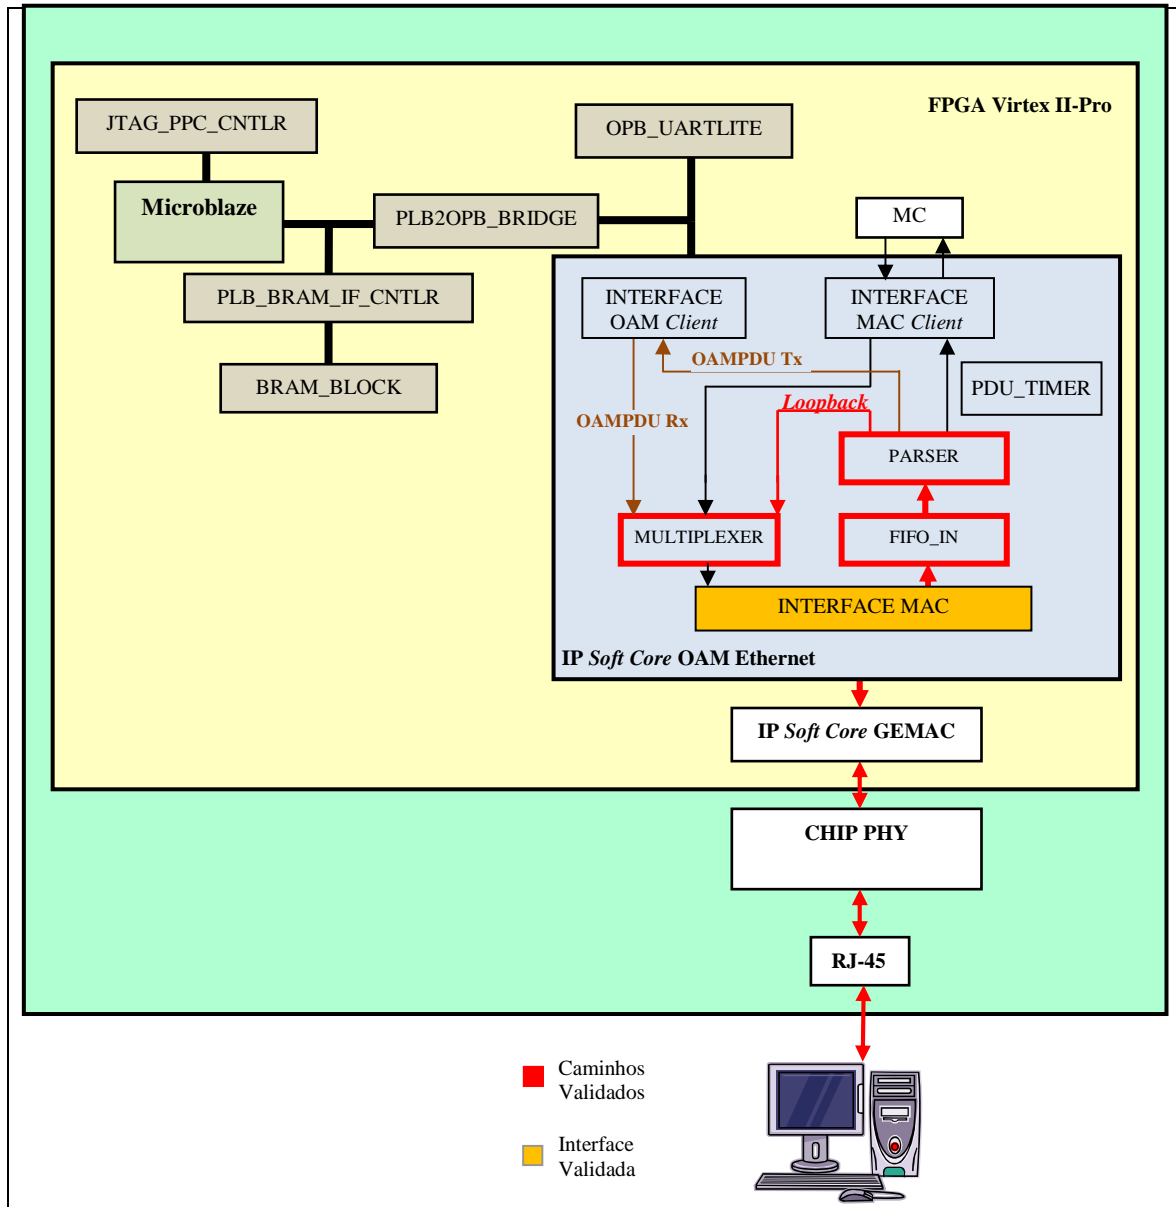 FPGA Virtex II-Pro
JTAG_PPC_CNTLR
OPB_UARTLITE
Microblaze
PLB2OPB_BRIDGE
MC
PLB_BRAM_IF_CNTLR
INTERFACE
OAM Client
INTERFACE
MAC Client
BRAM_BLOCK
OAMPDU Tx
PDU_TIMER
Loopback
OAMPDU Rx
PARSER
MULTIPLEXER
FIFO_IN
INTERFACE MAC
IP Soft Core OAM Ethernet
IP Soft Core GEMAC
CHIP PHY
RJ-45
Caminhos
Validados
Interface
Validada